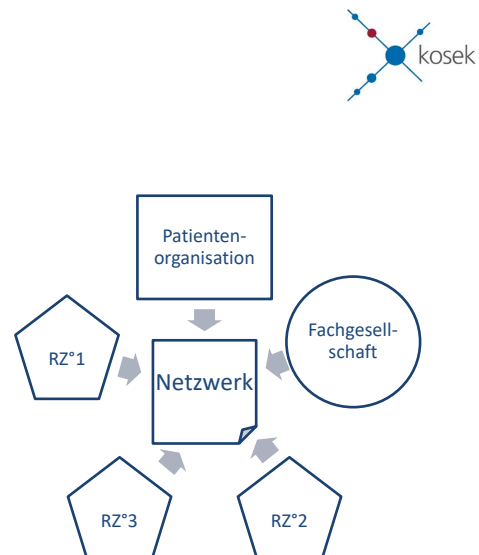 kosek
Patienten-
organisation
Fachgesell-
schaft
RZ°1
Netzwerk
RZ°3
RZ°2